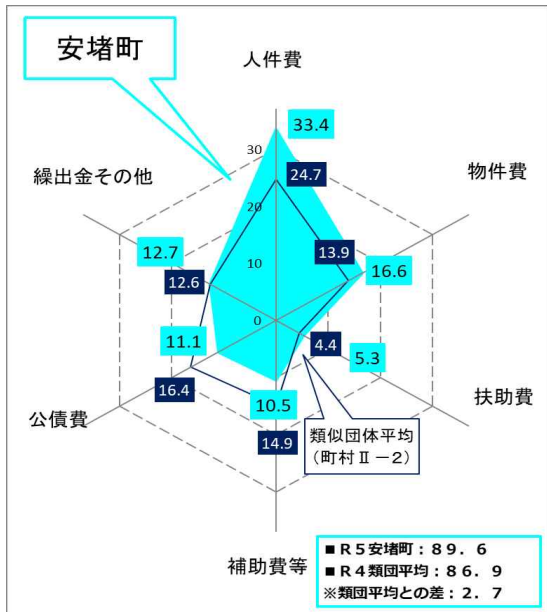 安堵町
人件費
33.4
30
24.7
物件費
繰出金その他
20
12.7
13.9
16.6
12.6
10
0
11.1
4.4
5.3
16.4
扶助費
公債費
10.5
14.9
類似団体平均
（町村Ⅱ－2）
補助費等
■Ｒ５安堵町：８９．６
■Ｒ４類団平均：８６．９
※類団平均との差：２．７